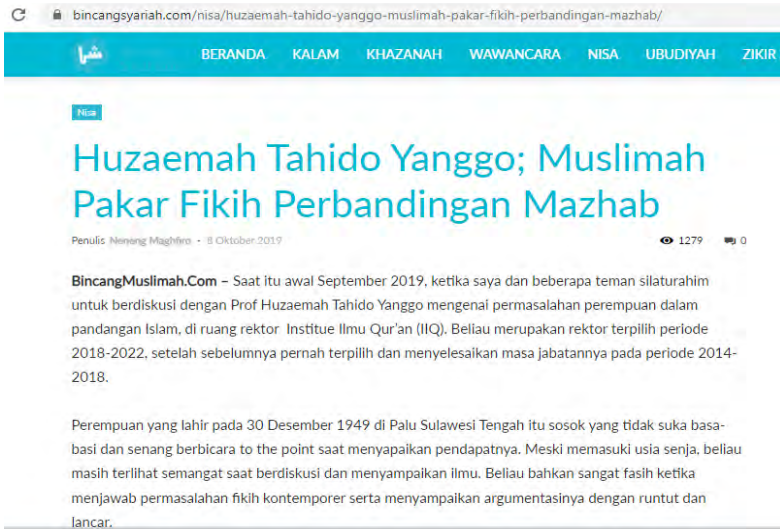 bincangsyariah.com/nisa/huzaemah-tahido-yanggo-muslimah-pakar-fikih-perbandingan-mazhab/
BERANDA KALAM KHAZANAH WAWANCARA NISA UBUDIYAH ZIKIR
Nisa
Huzaemah Tahido Yanggo; Muslimah
Pakar Fikih Perbandingan Mazhab
Penulis Neneng Maghfiro - 8 Oktober 2019 1279 0
BincangMuslimah.Com – Saat itu awal September 2019, ketika saya dan beberapa teman silaturahim
untuk berdiskusi dengan Prof Huzaemah Tahido Yanggo mengenai permasalahan perempuan dalam
pandangan Islam, di ruang rektor Institue Ilmu Qur'an (IIQ). Beliau merupakan rektor terpilih periode
2018-2022, setelah sebelumnya pernah terpilih dan menyelesaikan masa jabatannya pada periode 2014-
2018.
Perempuan yang lahir pada 30 Desember 1949 di Palu Sulawesi Tengah itu sosok yang tidak suka basa-
basi dan senang berbicara to the point saat menyapaikan pendapatnya. Meski memasuki usia senja, beliau
masih terlihat semangat saat berdiskusi dan menyampaikan ilmu. Beliau bahkan sangat fasih ketika
menjawab permasalahan fikih kontemporer serta menyampaikan argumentasinya dengan runtut dan
lancar.